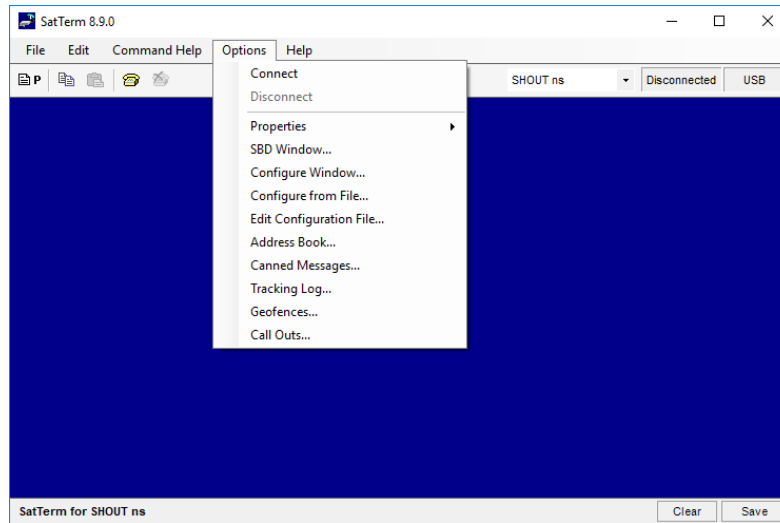 SatTerm 8.9.0
File Edit Command Help Options Help
P SHOUT ns Disconnected USB
Connect
Disconnect
Properties
SBD Window...
Configure Window...
Configure from File...
Edit Configuration File...
Address Book...
Canned Messages...
Tracking Log...
Geofences...
Call Outs...
SatTerm for SHOUT ns Clear Save